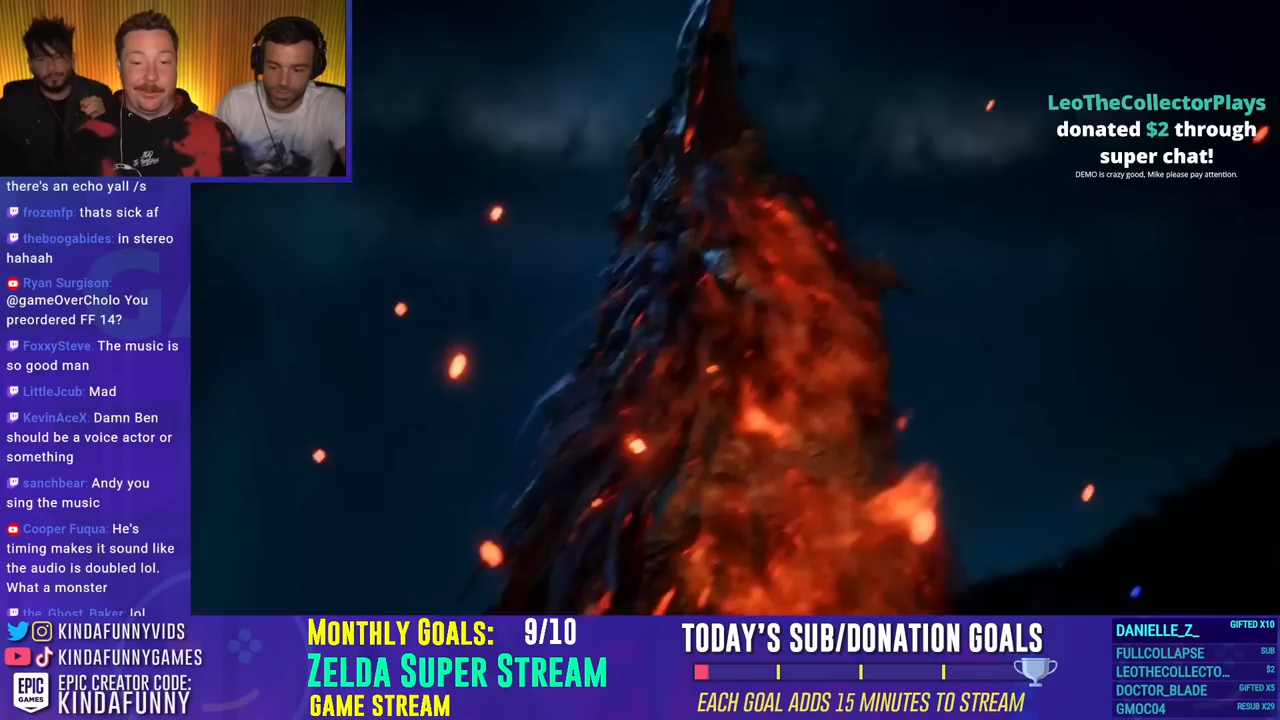 LeoTheCollectorPlays
donated $2 through
super chat!
DEMO is crazy good, Mike please pay attention.
there's an echo yall /s
frozenfp: thats sick af
theboogabides: in stereo
hahaah
Ryan Surgison:
@gameOverCholo You
preordered FF 14?
FoxxySteve: The music is
so good man
LittleJcub: Mad
KevinAceX: Damn Ben
should be a voice actor or
something
sanchbear: Andy you
sing the music
Cooper Fuqua: He's
timing makes it sound like
the audio is doubled lol.
What a monster
the_Ghost_Baker: lol
KINDAFUNNYVIDS
KINDAFUNNYGAMES
EPIC GAMES
EPIC CREATOR CODE:
KINDAFUNNY
MONTHLY GOALS: 9/10
ZELDA SUPER STREAM
GAME STREAM
TODAY'S SUB/DONATION GOALS
EACH GOAL ADDS 15 MINUTES TO STREAM
DANIELLE_Z_ GIFTED X10
FULLCOLLAPSE SUB
LEOTHECOLLECTO... $2
DOCTOR_BLADE GIFTED X5
GMOC04 RESUB X29